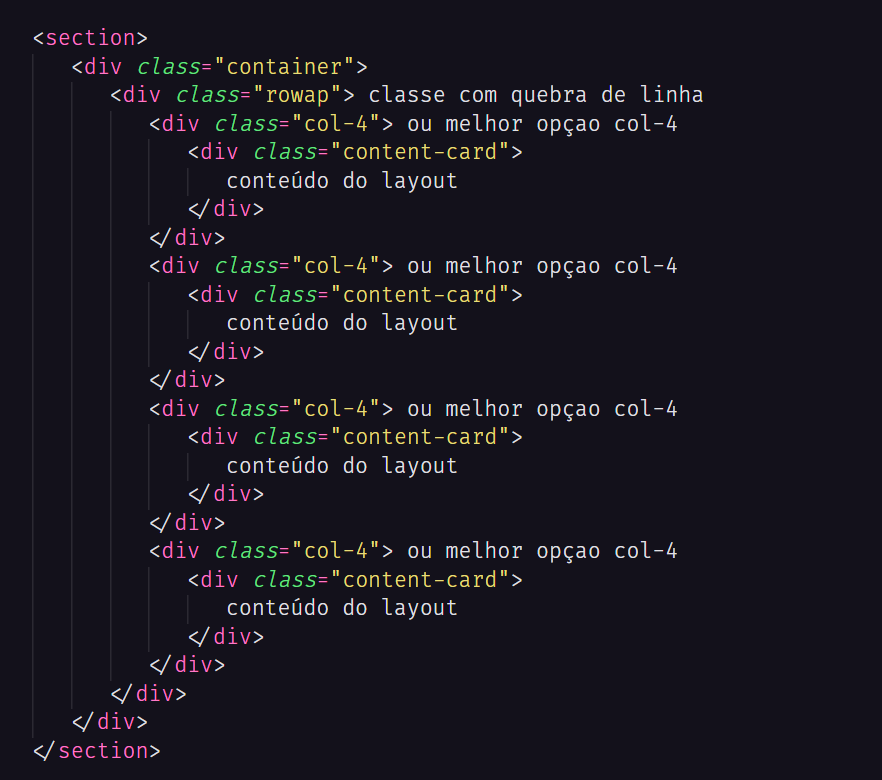 <section>
<div class="container">
<div class="rowap"> classe com quebra de linha
<div class="col-4"> ou melhor opçao col-4
<div class="content-card">
conteúdo do layout
</div>
</div>
<div class="col-4"> ou melhor opçao col-4
<div class="content-card">
conteúdo do layout
</div>
</div>
<div class="col-4"> ou melhor opçao col-4
<div class="content-card">
conteúdo do layout
</div>
</div>
<div class="col-4"> ou melhor opçao col-4
<div class="content-card">
conteúdo do layout
</div>
</div>
</div>
</div>
</section>